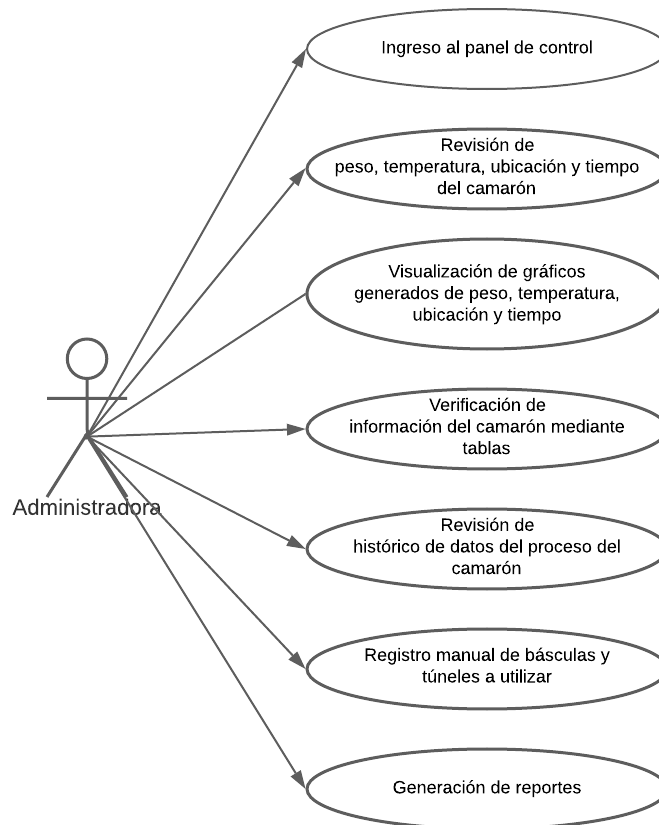 Ingreso al panel de control
Revisión de
peso, temperatura, ubicación y tiempo
del camarón
Visualización de gráficos
generados de peso, temperatura,
ubicación y tiempo
Verificación de
información del camarón mediante
tablas
Administradora
Revisión de
histórico de datos del proceso del
camarón
Registro manual de básculas y
túneles a utilizar
Generación de reportes